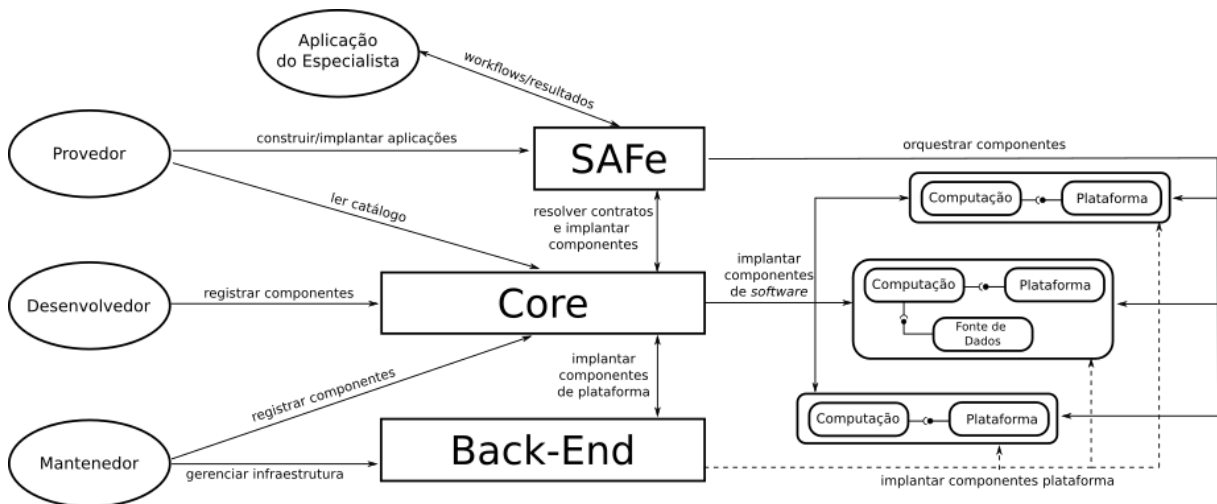 Aplicação
do Especialista
workflows/resultados
Provedor
construir/implantar aplicações
SAFe
orquestrar componentes
ler catálogo
resolver contratos
e implantar
componentes
Computação
Plataforma
Desenvolvedor
registrar componentes
Core
implantar
componentes
de software
Computação
Plataforma
Fonte de
Dados
registrar componentes
implantar
componentes
de plataforma
Computação
Plataforma
Mantenedor
gerenciar infraestrutura
Back-End
implantar componentes plataforma